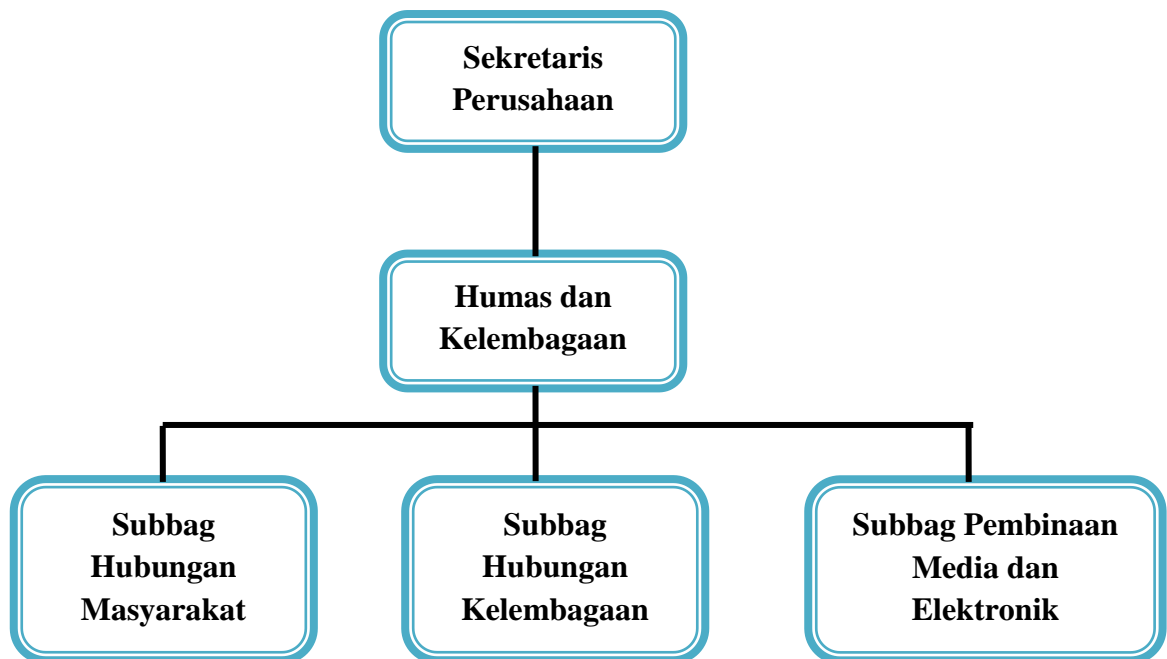 Sekretaris
Perusahaan
Humas dan
Kelembagaan
Subbag
Hubungan
Masyarakat
Subbag
Hubungan
Kelembagaan
Subbag Pembinaan
Media dan
Elektronik